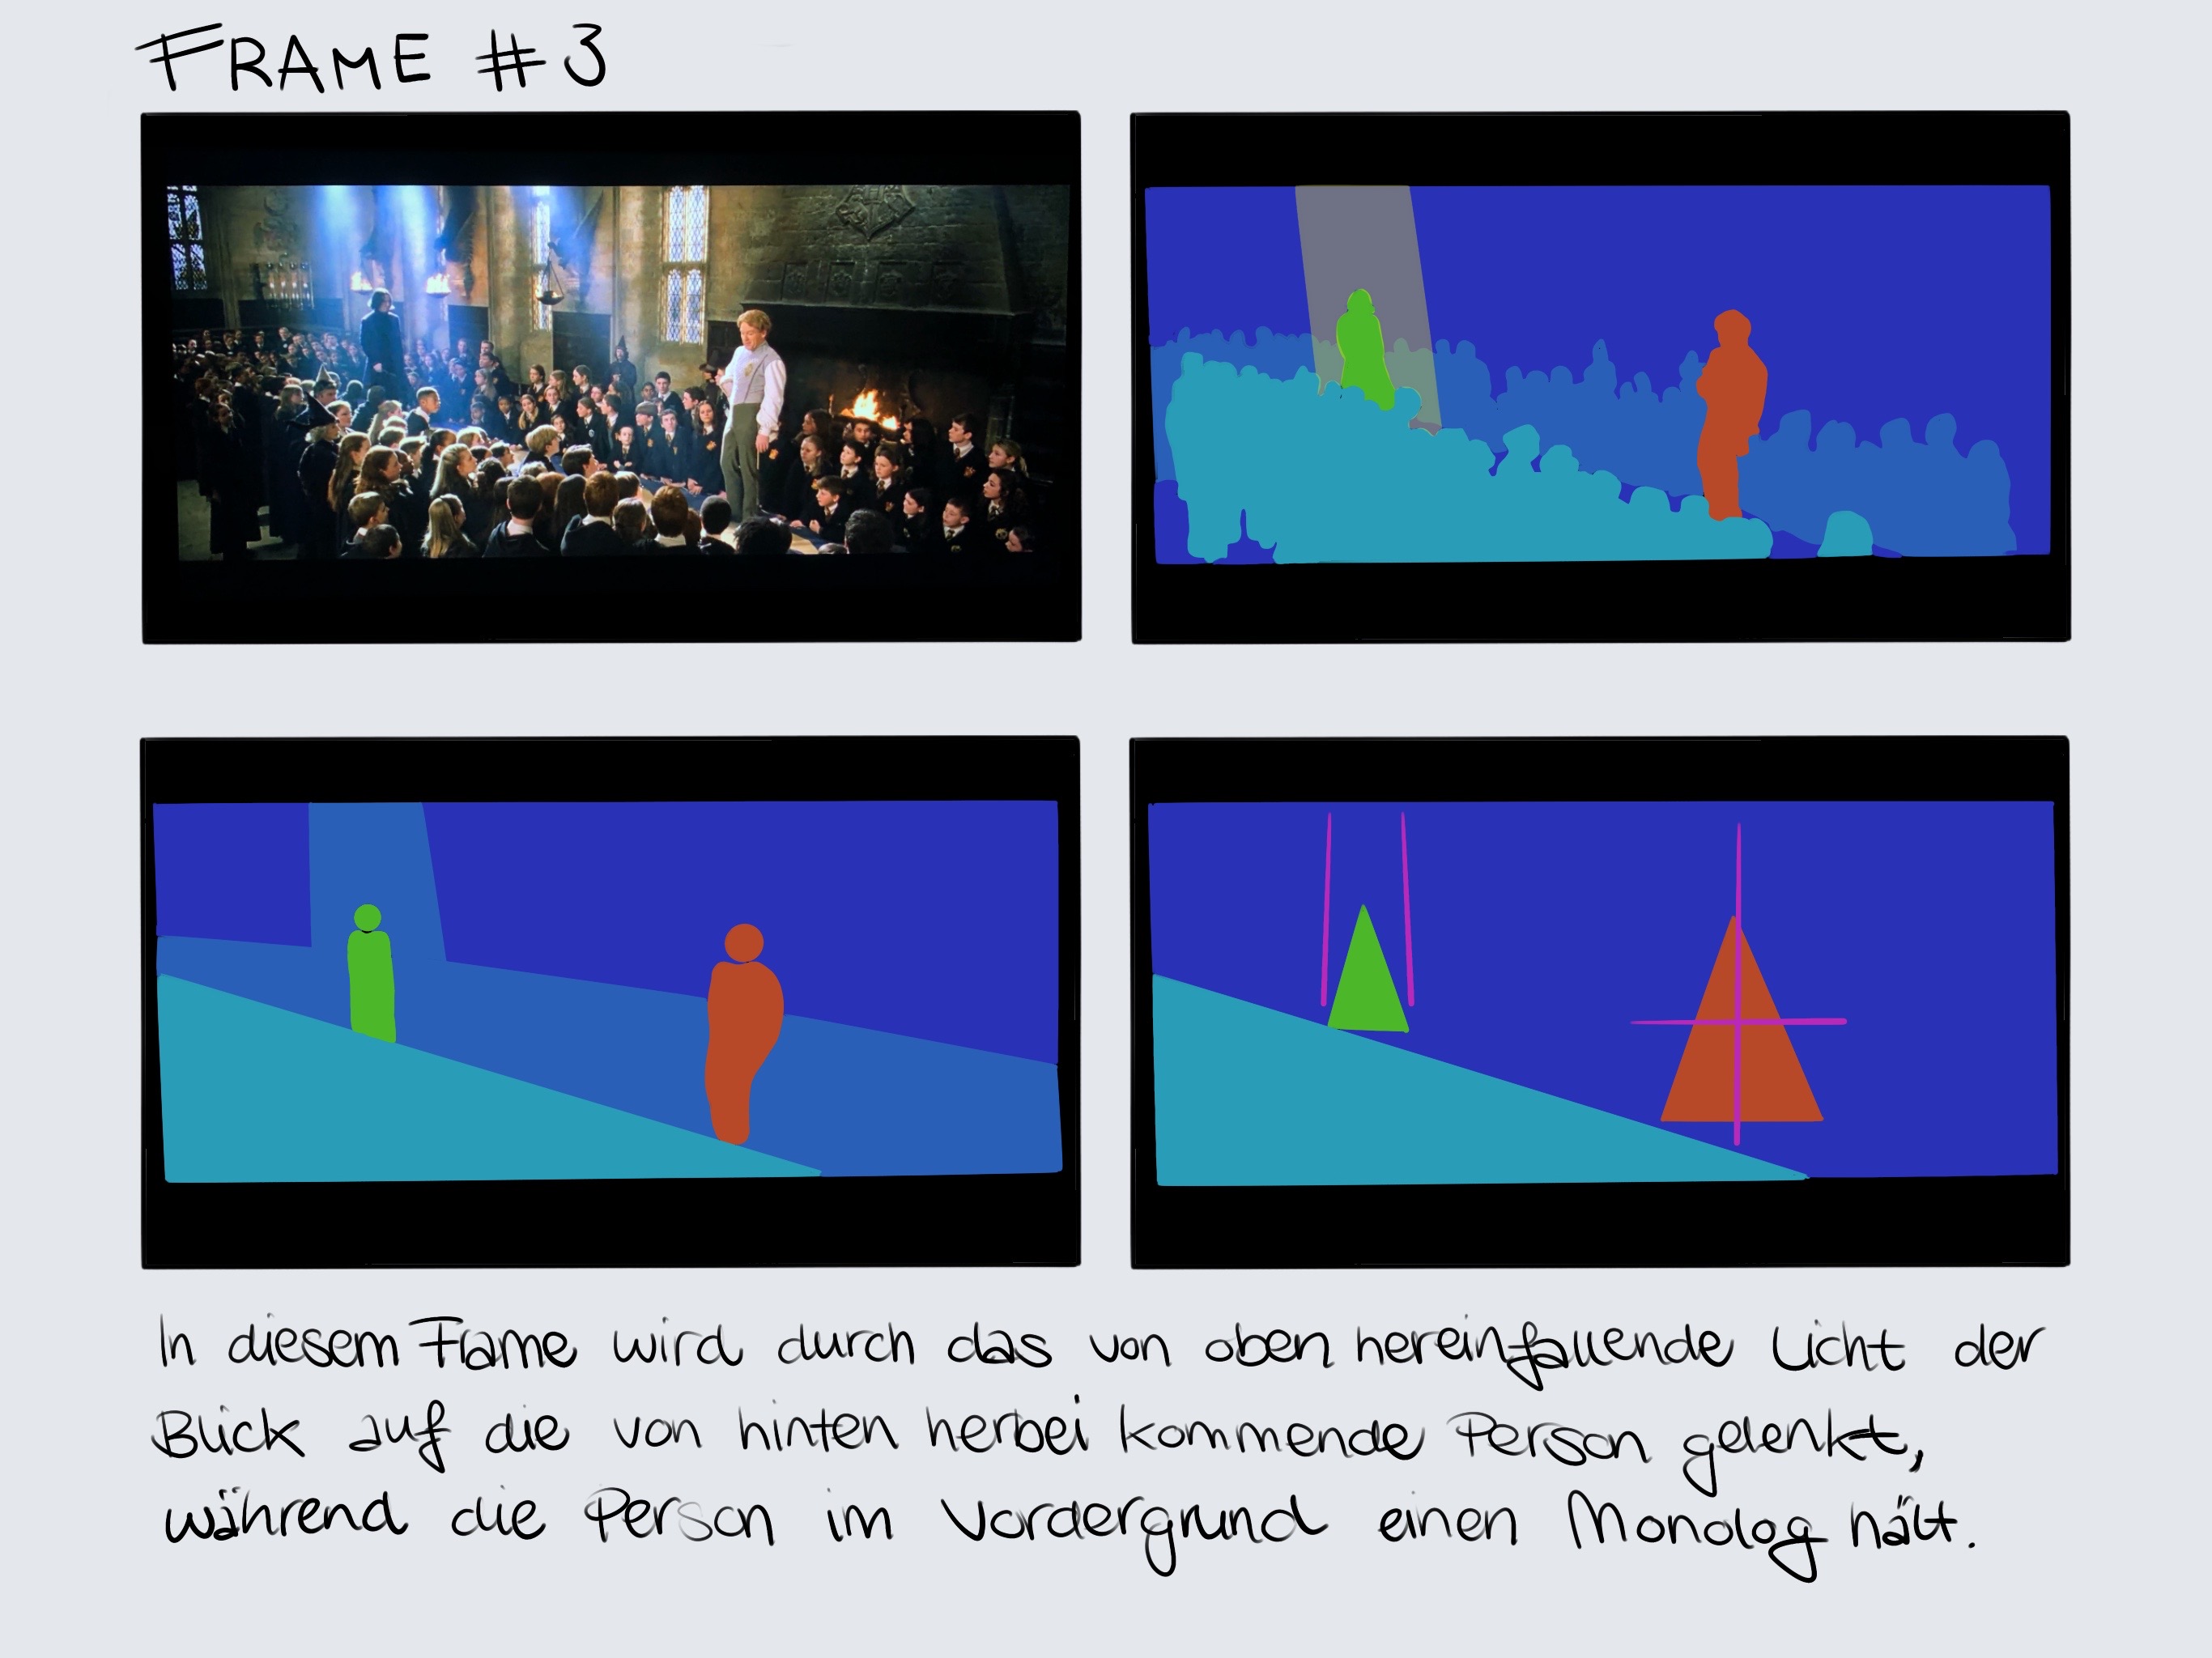 FRAME #3
In diesem Frame wird durch das von oben hereinfallende Licht der
Blick auf die von hinten herbei kommende Person gelenkt,
während die Person im Vordergrund einen Monolog hält.